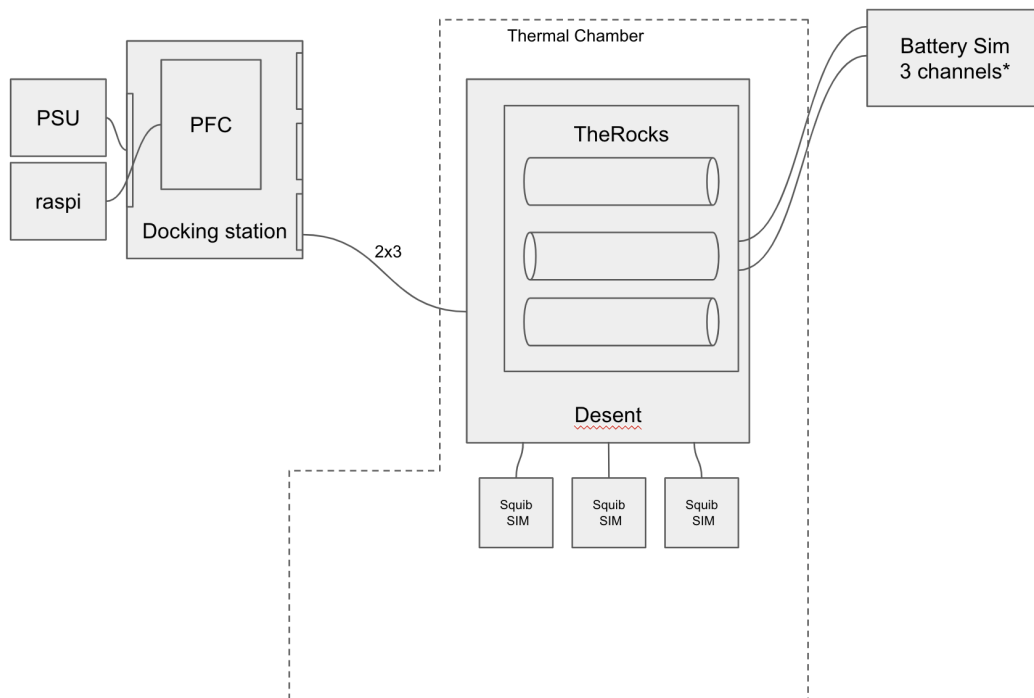 Thermal Chamber
Battery Sim
3 channels*
PSU
PFC
TheRocks
raspi
Docking station
2x3
Desent
Squib
SIM
Squib
SIM
Squib
SIM